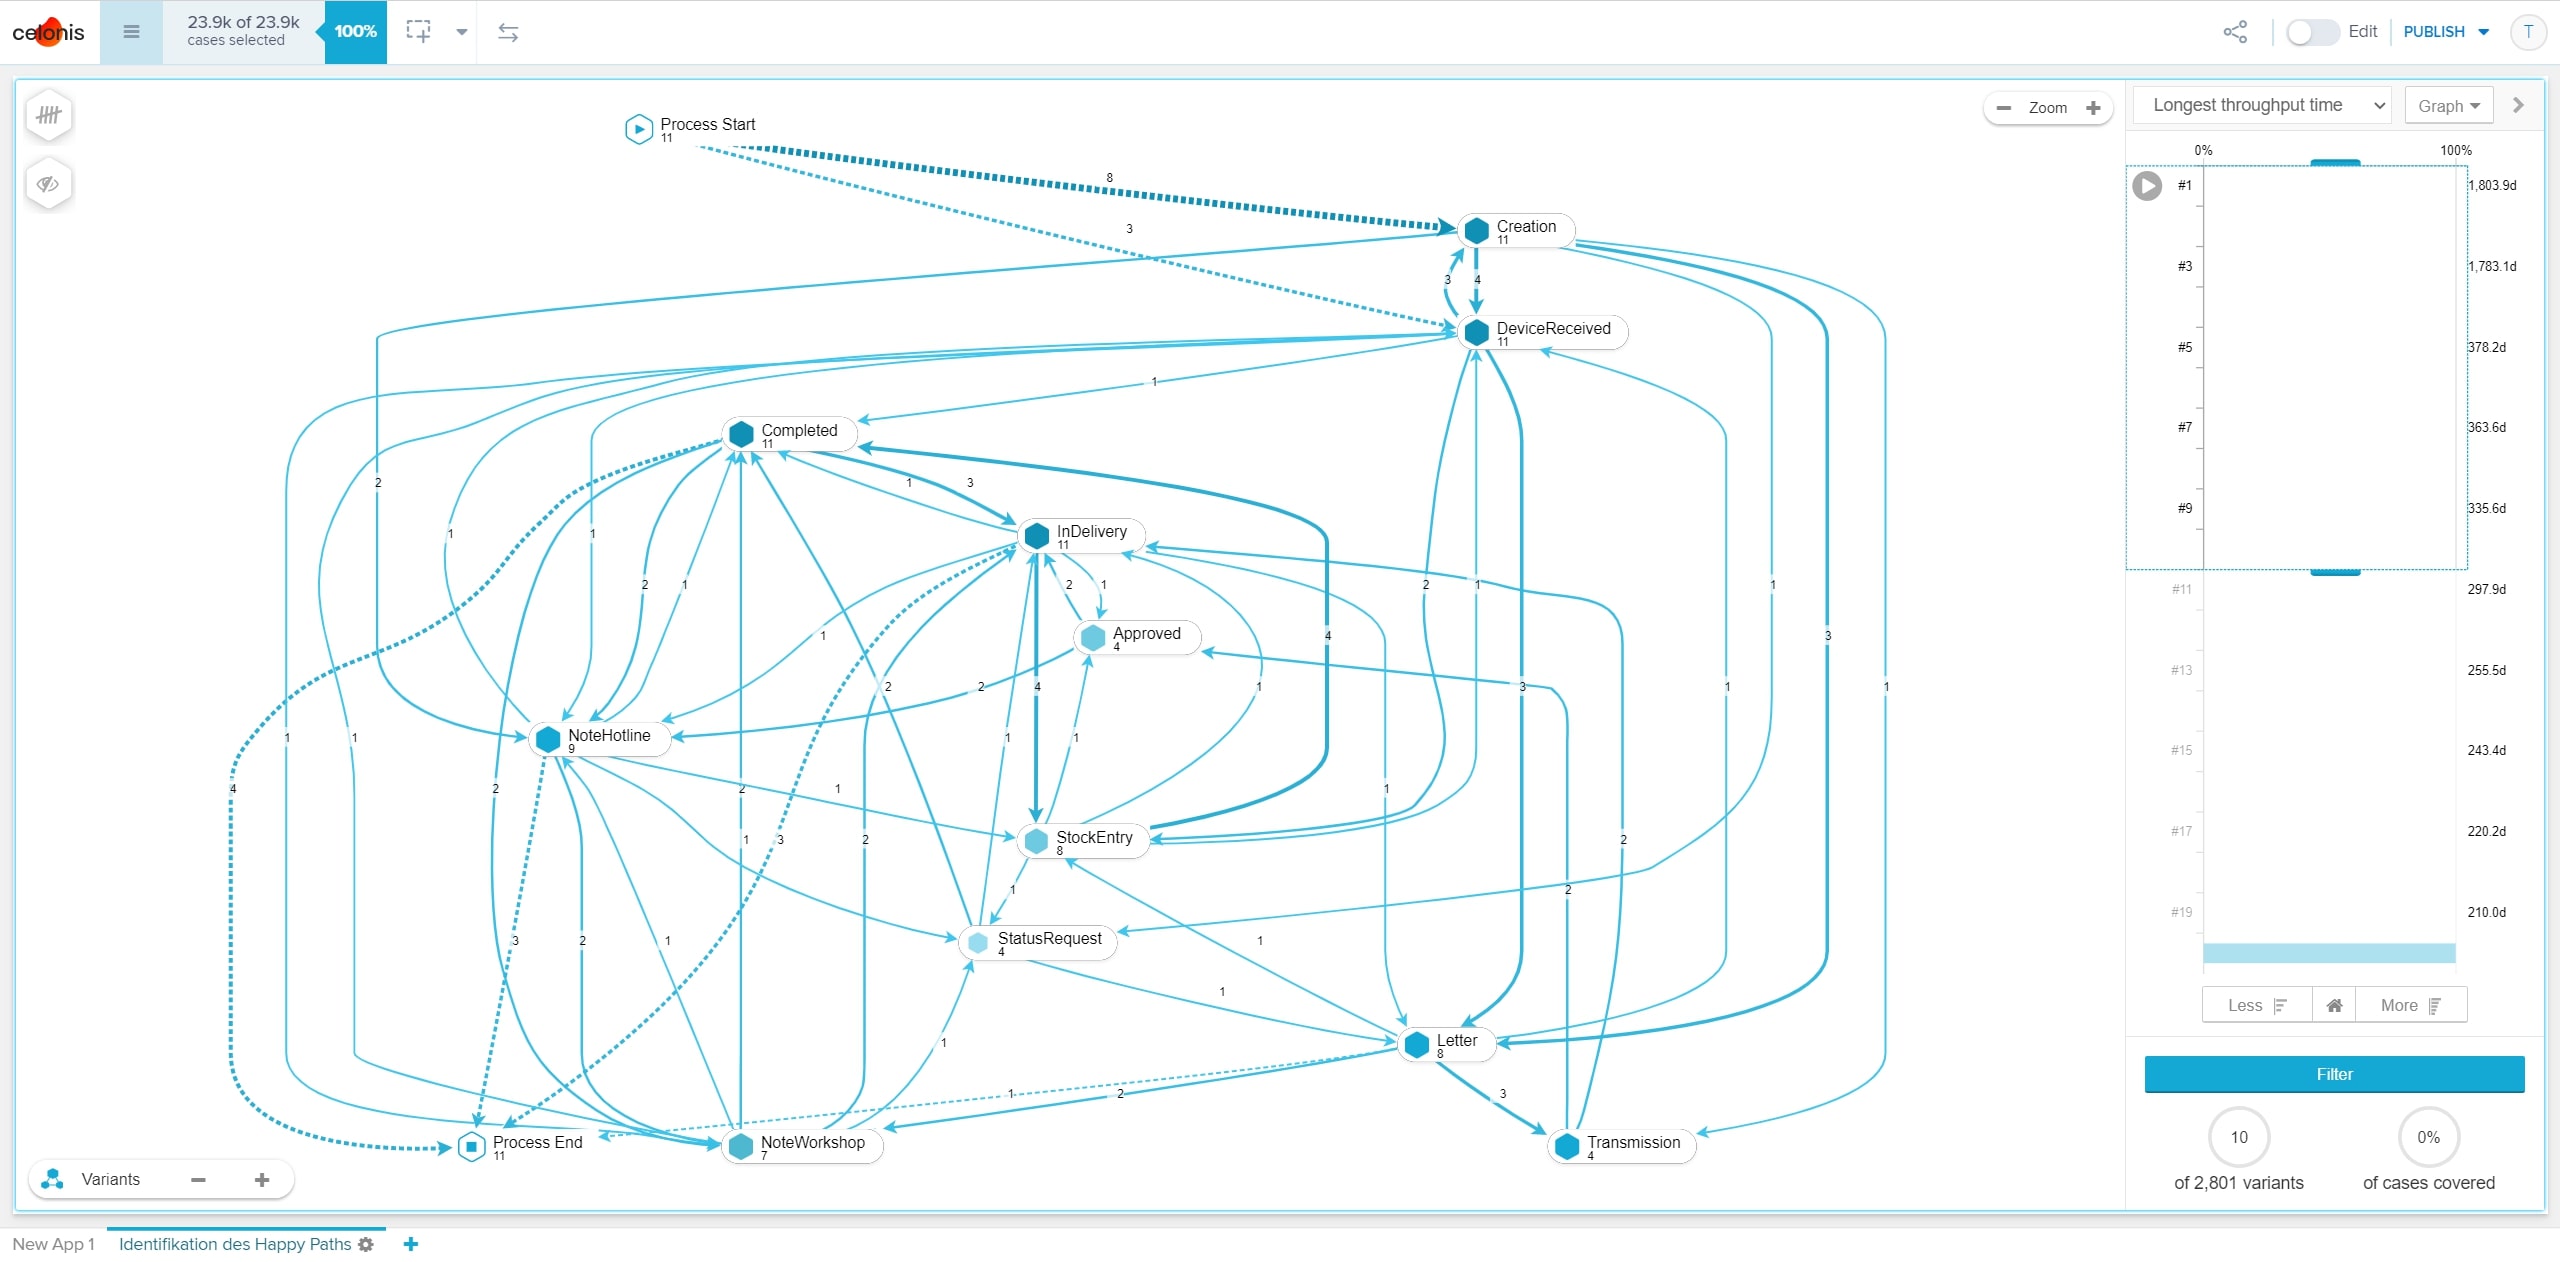 celonis
23.9k of 23.9k
cases selected
100%
Edit
PUBLISH
T
Process Start
11
Zoom
Longest throughput time
Graph
0%
100%
8
3
Creation
11
3
4
DeviceReceived
11
1
Completed
11
2
1
3
1
1
InDelivery
11
2
1
2
1
2
1
1
1
Approved
4
4
3
2
2
1
4
1
3
1
1
NoteHotline
9
1
1
1
1
4
2
2
1
1
StockEntry
8
1
3
2
2
1
2
StatusRequest
4
3
2
1
1
1
Letter
8
1
1
2
3
Process End
11
NoteWorkshop
7
Transmission
4
#1
1,803.9d
#3
1,783.1d
#5
378.2d
#7
363.6d
#9
335.6d
#11
297.9d
#13
255.5d
#15
243.4d
#17
220.2d
#19
210.0d
Less
More
Filter
10
0%
of 2,801 variants
of cases covered
Variants
New App 1
Identifikation des Happy Paths